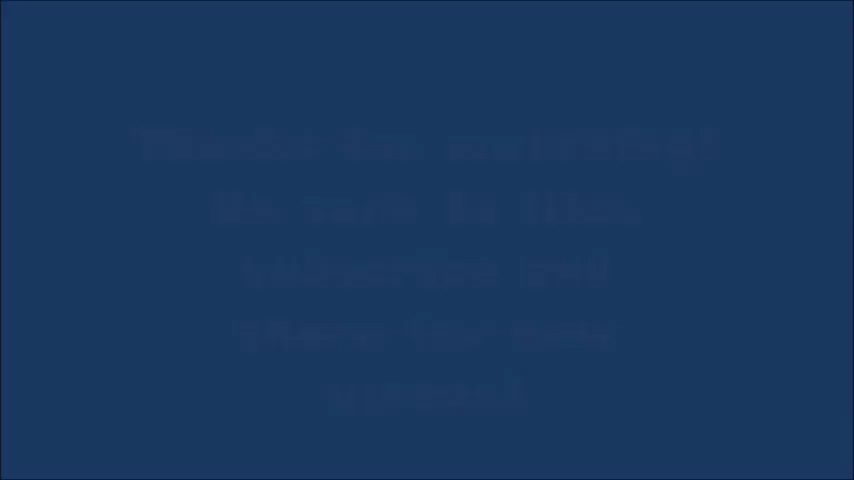 Thanks for watching!
Be sure to like,
subscribe and
share for more